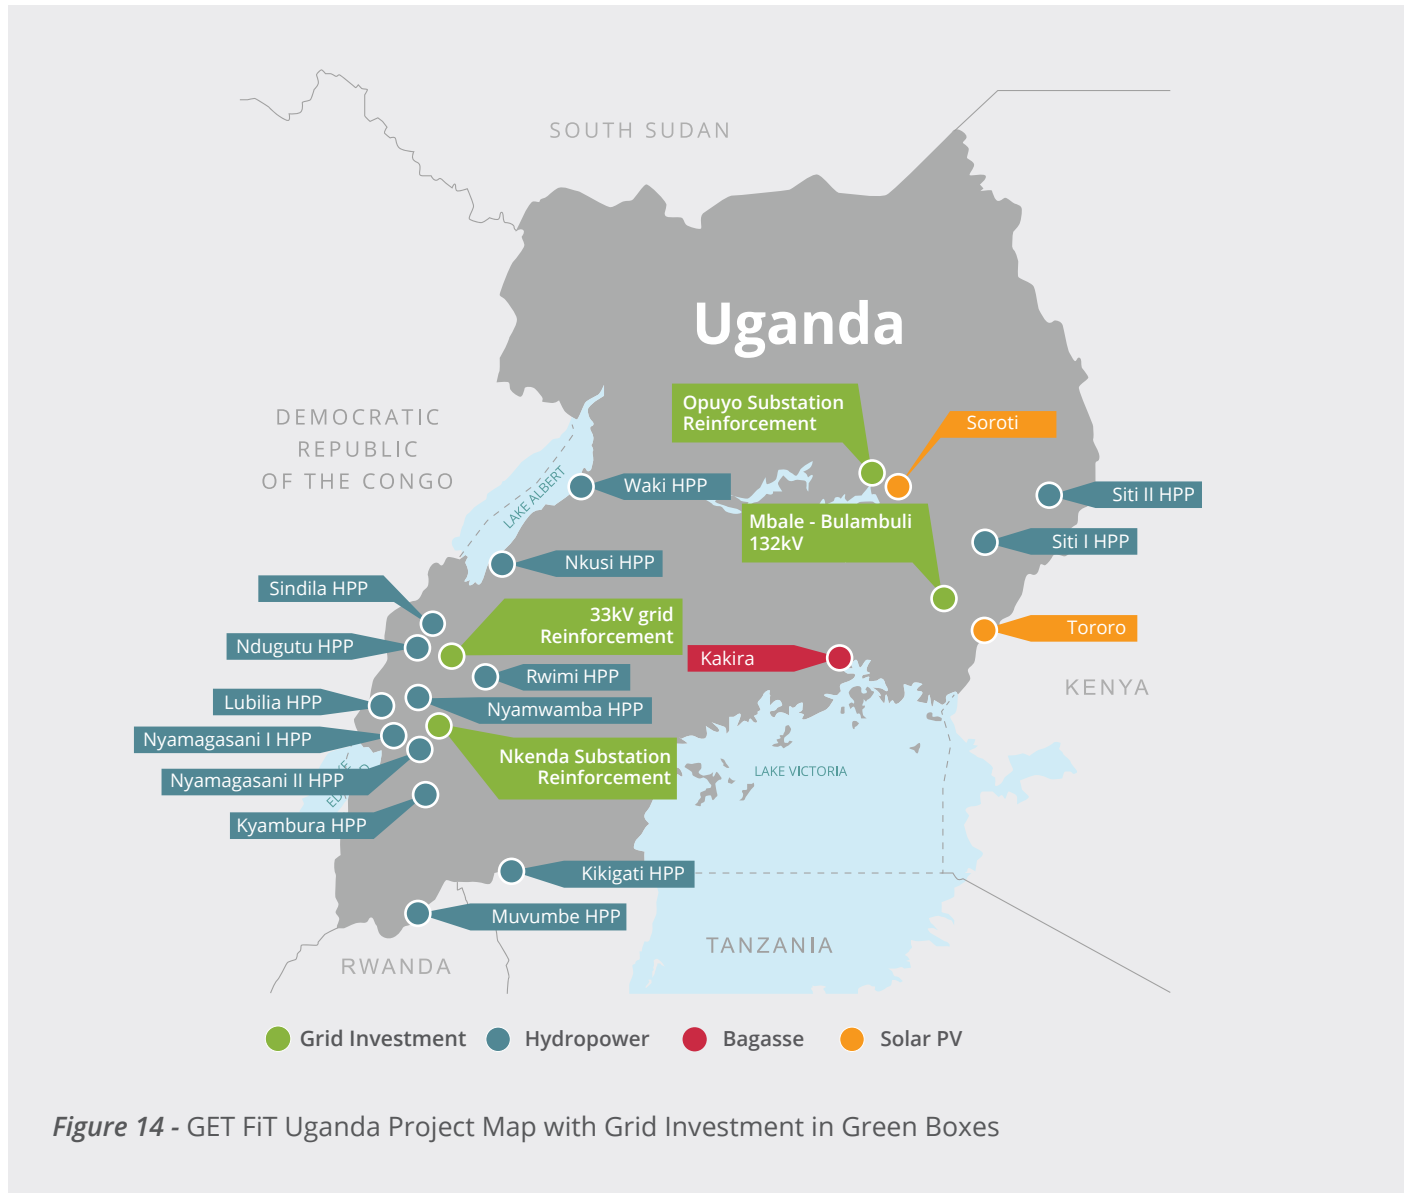 SOUTH SUDAN
Uganda
DEMOCRATIC
REPUBLIC
OF THE CONGO
Opuyo Substation
Reinforcement
Soroti
LAKE ALBERT
Waki HPP
Siti II HPP
Mbale - Bulambuli
132kV
Siti I HPP
Nkusi HPP
Sindila HPP
33kV grid
Reinforcement
Ndugutu HPP
Tororo
Kakira
Rwimi HPP
KENYA
Lubilia HPP
Nyamwamba HPP
Nyamagasani I HPP
Nkenda Substation
Reinforcement
LAKE VICTORIA
Nyamagasani II HPP
Kyambura HPP
Kikigati HPP
Muvumbe HPP
TANZANIA
RWANDA
Grid Investment
Hydropower
Bagasse
Solar PV
Figure 14 - GET FiT Uganda Project Map with Grid Investment in Green Boxes